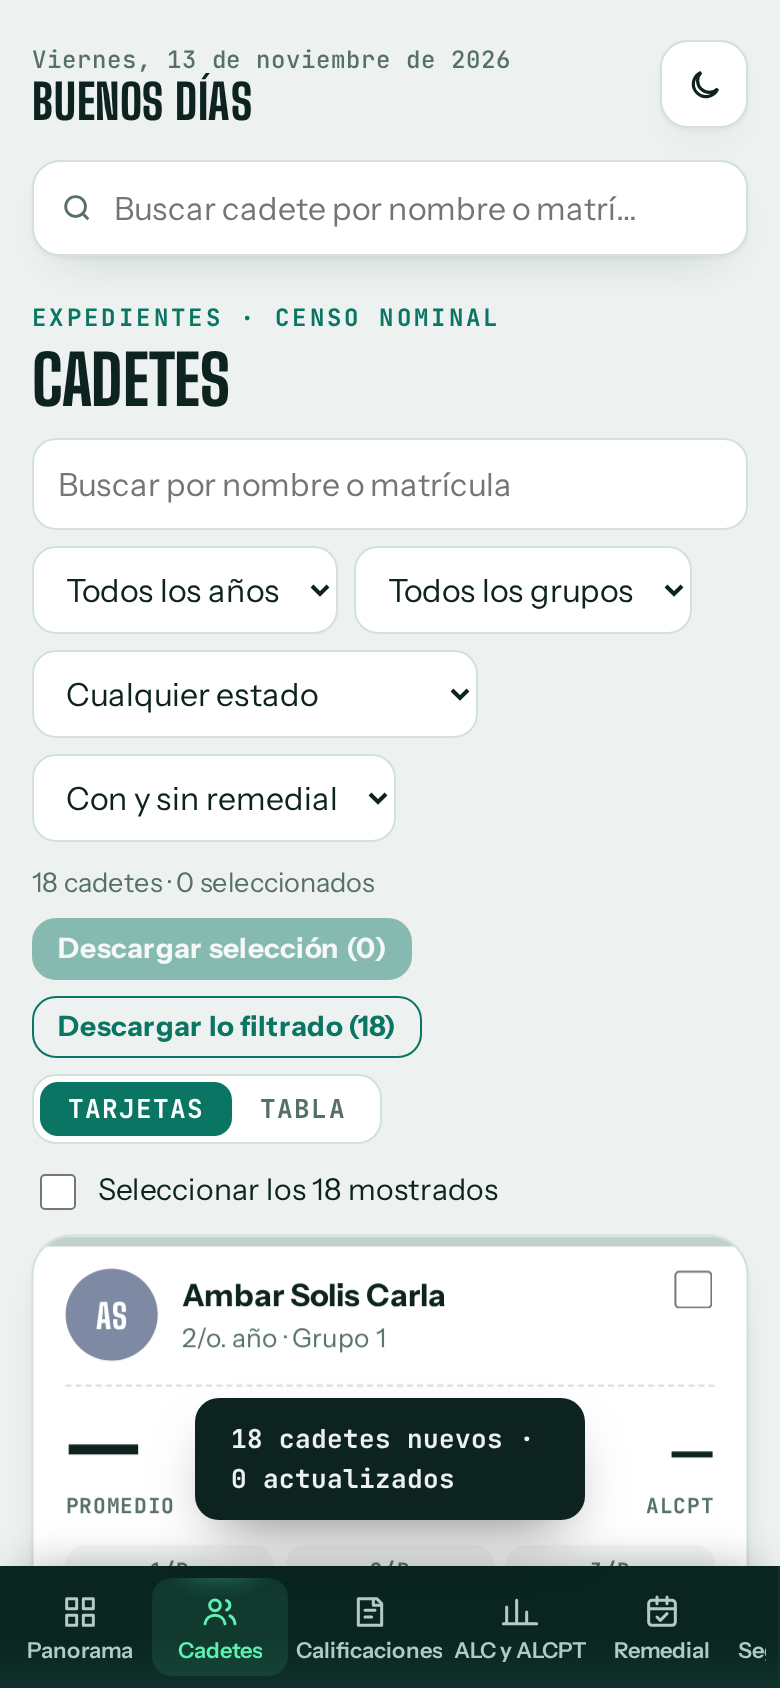 Viernes, 13 de noviembre de 2026
BUENOS DÍAS
Buscar cadete por nombre o matrí...
EXPEDIENTES · CENSO NOMINAL
CADETES
Buscar por nombre o matrícula
Todos los años
Todos los grupos
Cualquier estado
Con y sin remedial
18 cadetes · 0 seleccionados
Descargar selección (0)
Descargar lo filtrado (18)
TARJETAS
TABLA
Seleccionar los 18 mostrados
AS
Ambar Solis Carla
2/o. año · Grupo 1
— —
18 cadetes nuevos ·
0 actualizados
PROMEDIO
ALCPT
Panorama
Cadetes
Calificaciones
ALC y ALCPT
Remedial